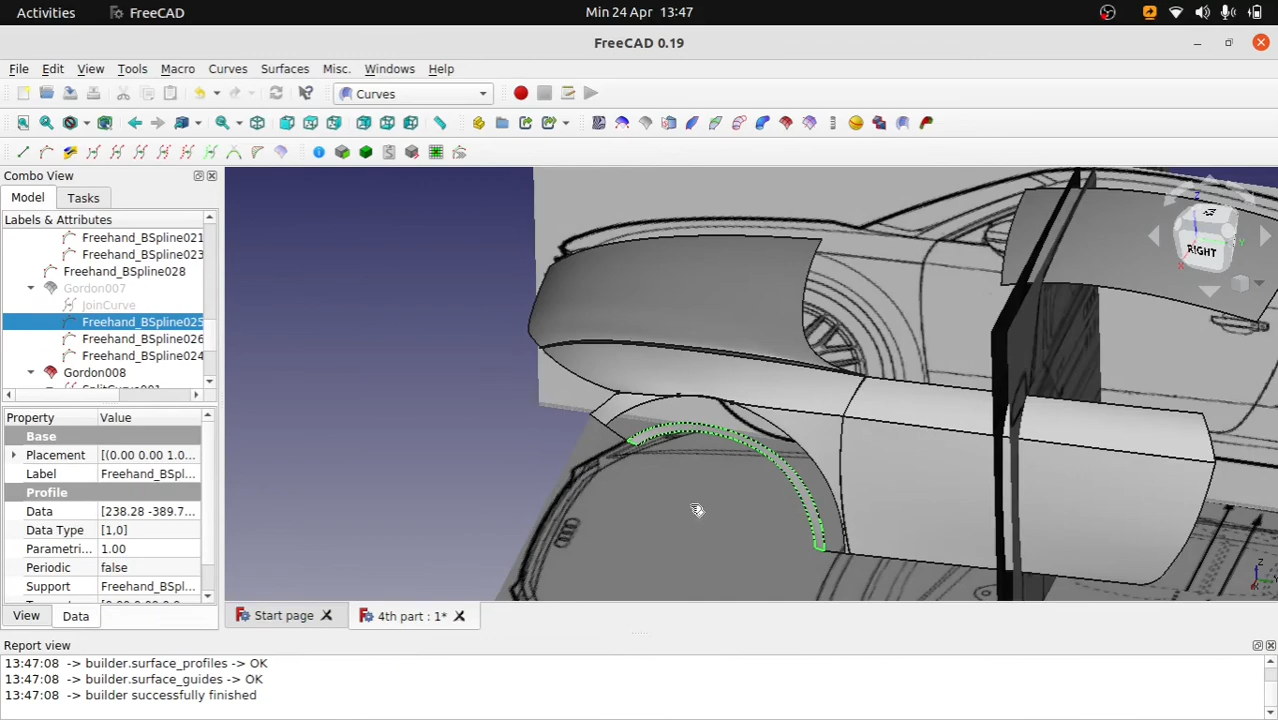 Activities FreeCAD Min 24 Apr 13:47
FreeCAD 0.19
File Edit View Tools Macro Curves Surfaces Misc. Windows Help
Curves
Combo View
Model Tasks
Labels & Attributes
Freehand_BSpline021
Freehand_BSpline023
Freehand_BSpline028
Gordon007
JoinCurve
Freehand_BSpline025
Freehand_BSpline026
Freehand_BSpline024
Gordon008
SplitCurve001
Property Value
Base
Placement [(0.00 0.00 1.0...
Label Freehand_BSpl...
Profile
Data [238.28 -389.7...
Data Type [1,0]
Parametri... 1.00
Periodic false
Support Freehand_BSpl...
View Data
RIGHT
Z
Y
X
Start page 4th part : 1*
Report view
13:47:08 -> builder.surface_profiles -> OK
13:47:08 -> builder.surface_guides -> OK
13:47:08 -> builder successfully finished